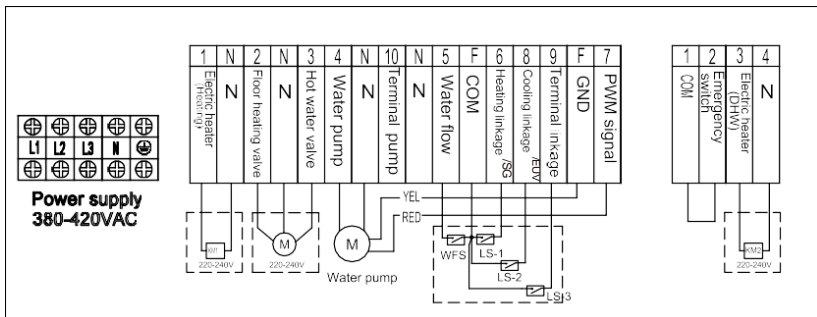 1 N 2 N 3 4 N 10 N 5 F 6 8 9 F 7
Electric heater (Heating)
N
Floor heating valve
N
Hot water valve
Water pump
N
Terminal pump
N
Water flow
COM
Heating linkage /SG
Cooling linkage /EUV
Terminal linkage
GND
PWM signal
1 2 3 4
COM
Emergency switch
Electric heater (DHW)
N
L1 L2 L3 N
Power supply
380-420VAC
YEL
RED
KM1
220-240V
M
220-240V
M
Water pump
WFS
LS-1
LS-2
LS-3
KM2
220-240V